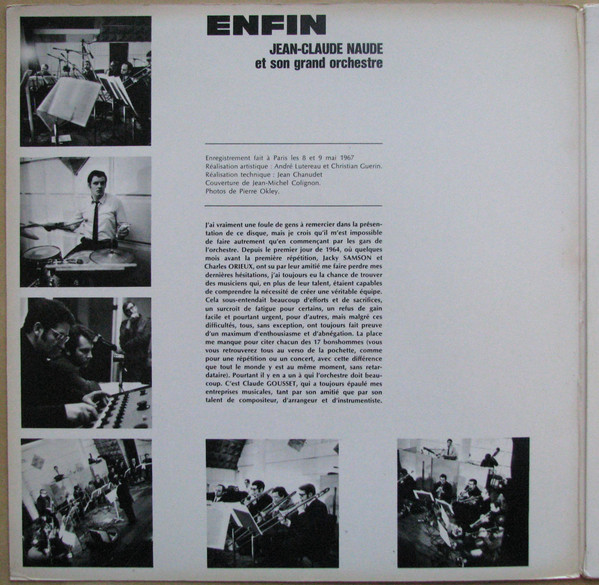 ENFIN
JEAN-CLAUDE NAUDE
et son grand orchestre
Enregistrement fait à Paris les 8 et 9 mai 1967
Réalisation artistique : André Lutereau et Christian Guerin.
Réalisation technique : Jean Chanudet
Couverture de Jean-Michel Colignon.
Photos de Pierre Okley.
J'ai vraiment une foule de gens à remercier dans la présen-
tation de ce disque, mais je crois qu'il m'est impossible
de faire autrement qu'en commençant par les gars de
l'orchestre. Depuis le premier jour de 1964, où quelques
mois avant la première répétition, Jacky SAMSON et
Charles ORIEUX, ont su par leur amitié me faire perdre mes
dernières hésitations, j'ai toujours eu la chance de trouver
des musiciens qui, en plus de leur talent, étaient capables
de comprendre la nécessité de créer une véritable équipe.
Cela sous-entendait beaucoup d'efforts et de sacrifices,
un surcroit de fatigue pour certains, un refus de gain
facile et pourtant urgent, pour d'autres, mais malgré ces
difficultés, tous, sans exception, ont toujours fait preuve
d'un maximum d'enthousiasme et d'abnégation. La place
me manque pour citer chacun des 17 bonshommes (vous
vous retrouverez tous au verso de la pochette, comme
pour une répétition ou un concert, avec cette différence
que tout le monde y est au même moment, sans retar-
dataire). Pourtant il y en a un à qui l'orchestre doit beau-
coup. C'est Claude GOUSSET, qui a toujours épaulé mes
entreprises musicales, tant par son amitié que par son
talent de compositeur, d'arrangeur et d'instrumentiste.